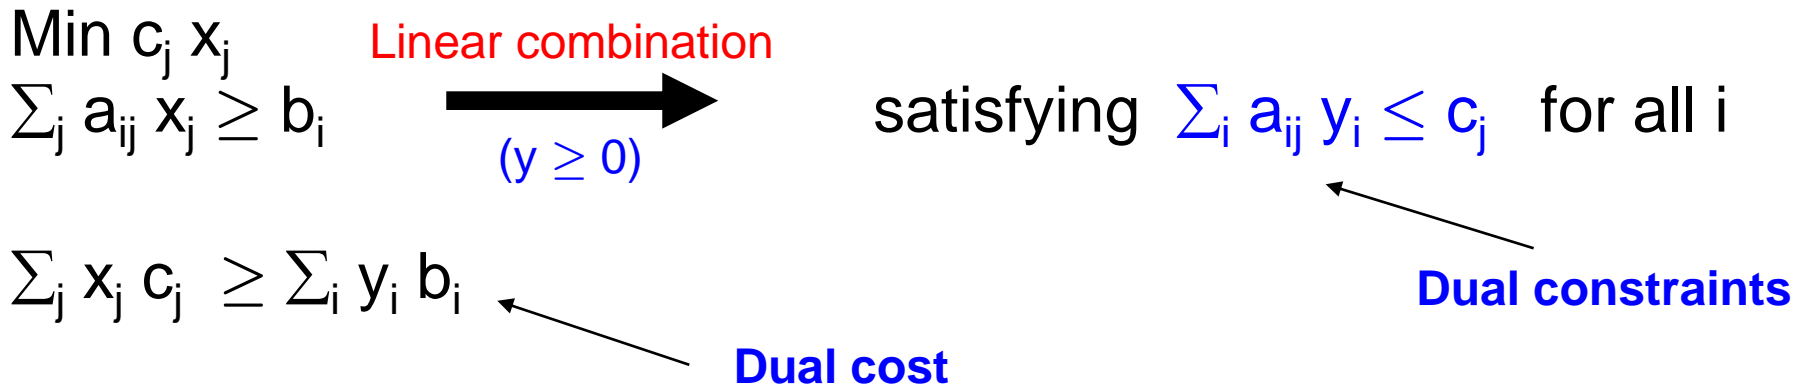 Min cⱼ xⱼ
Linear combination
∑ⱼ aᵢⱼ xⱼ ≥ bᵢ
(y ≥ 0)
satisfying ∑ᵢ aᵢⱼ yᵢ ≤ cⱼ for all i
∑ⱼ xⱼ cⱼ ≥ ∑ᵢ yᵢ bᵢ
Dual constraints
Dual cost